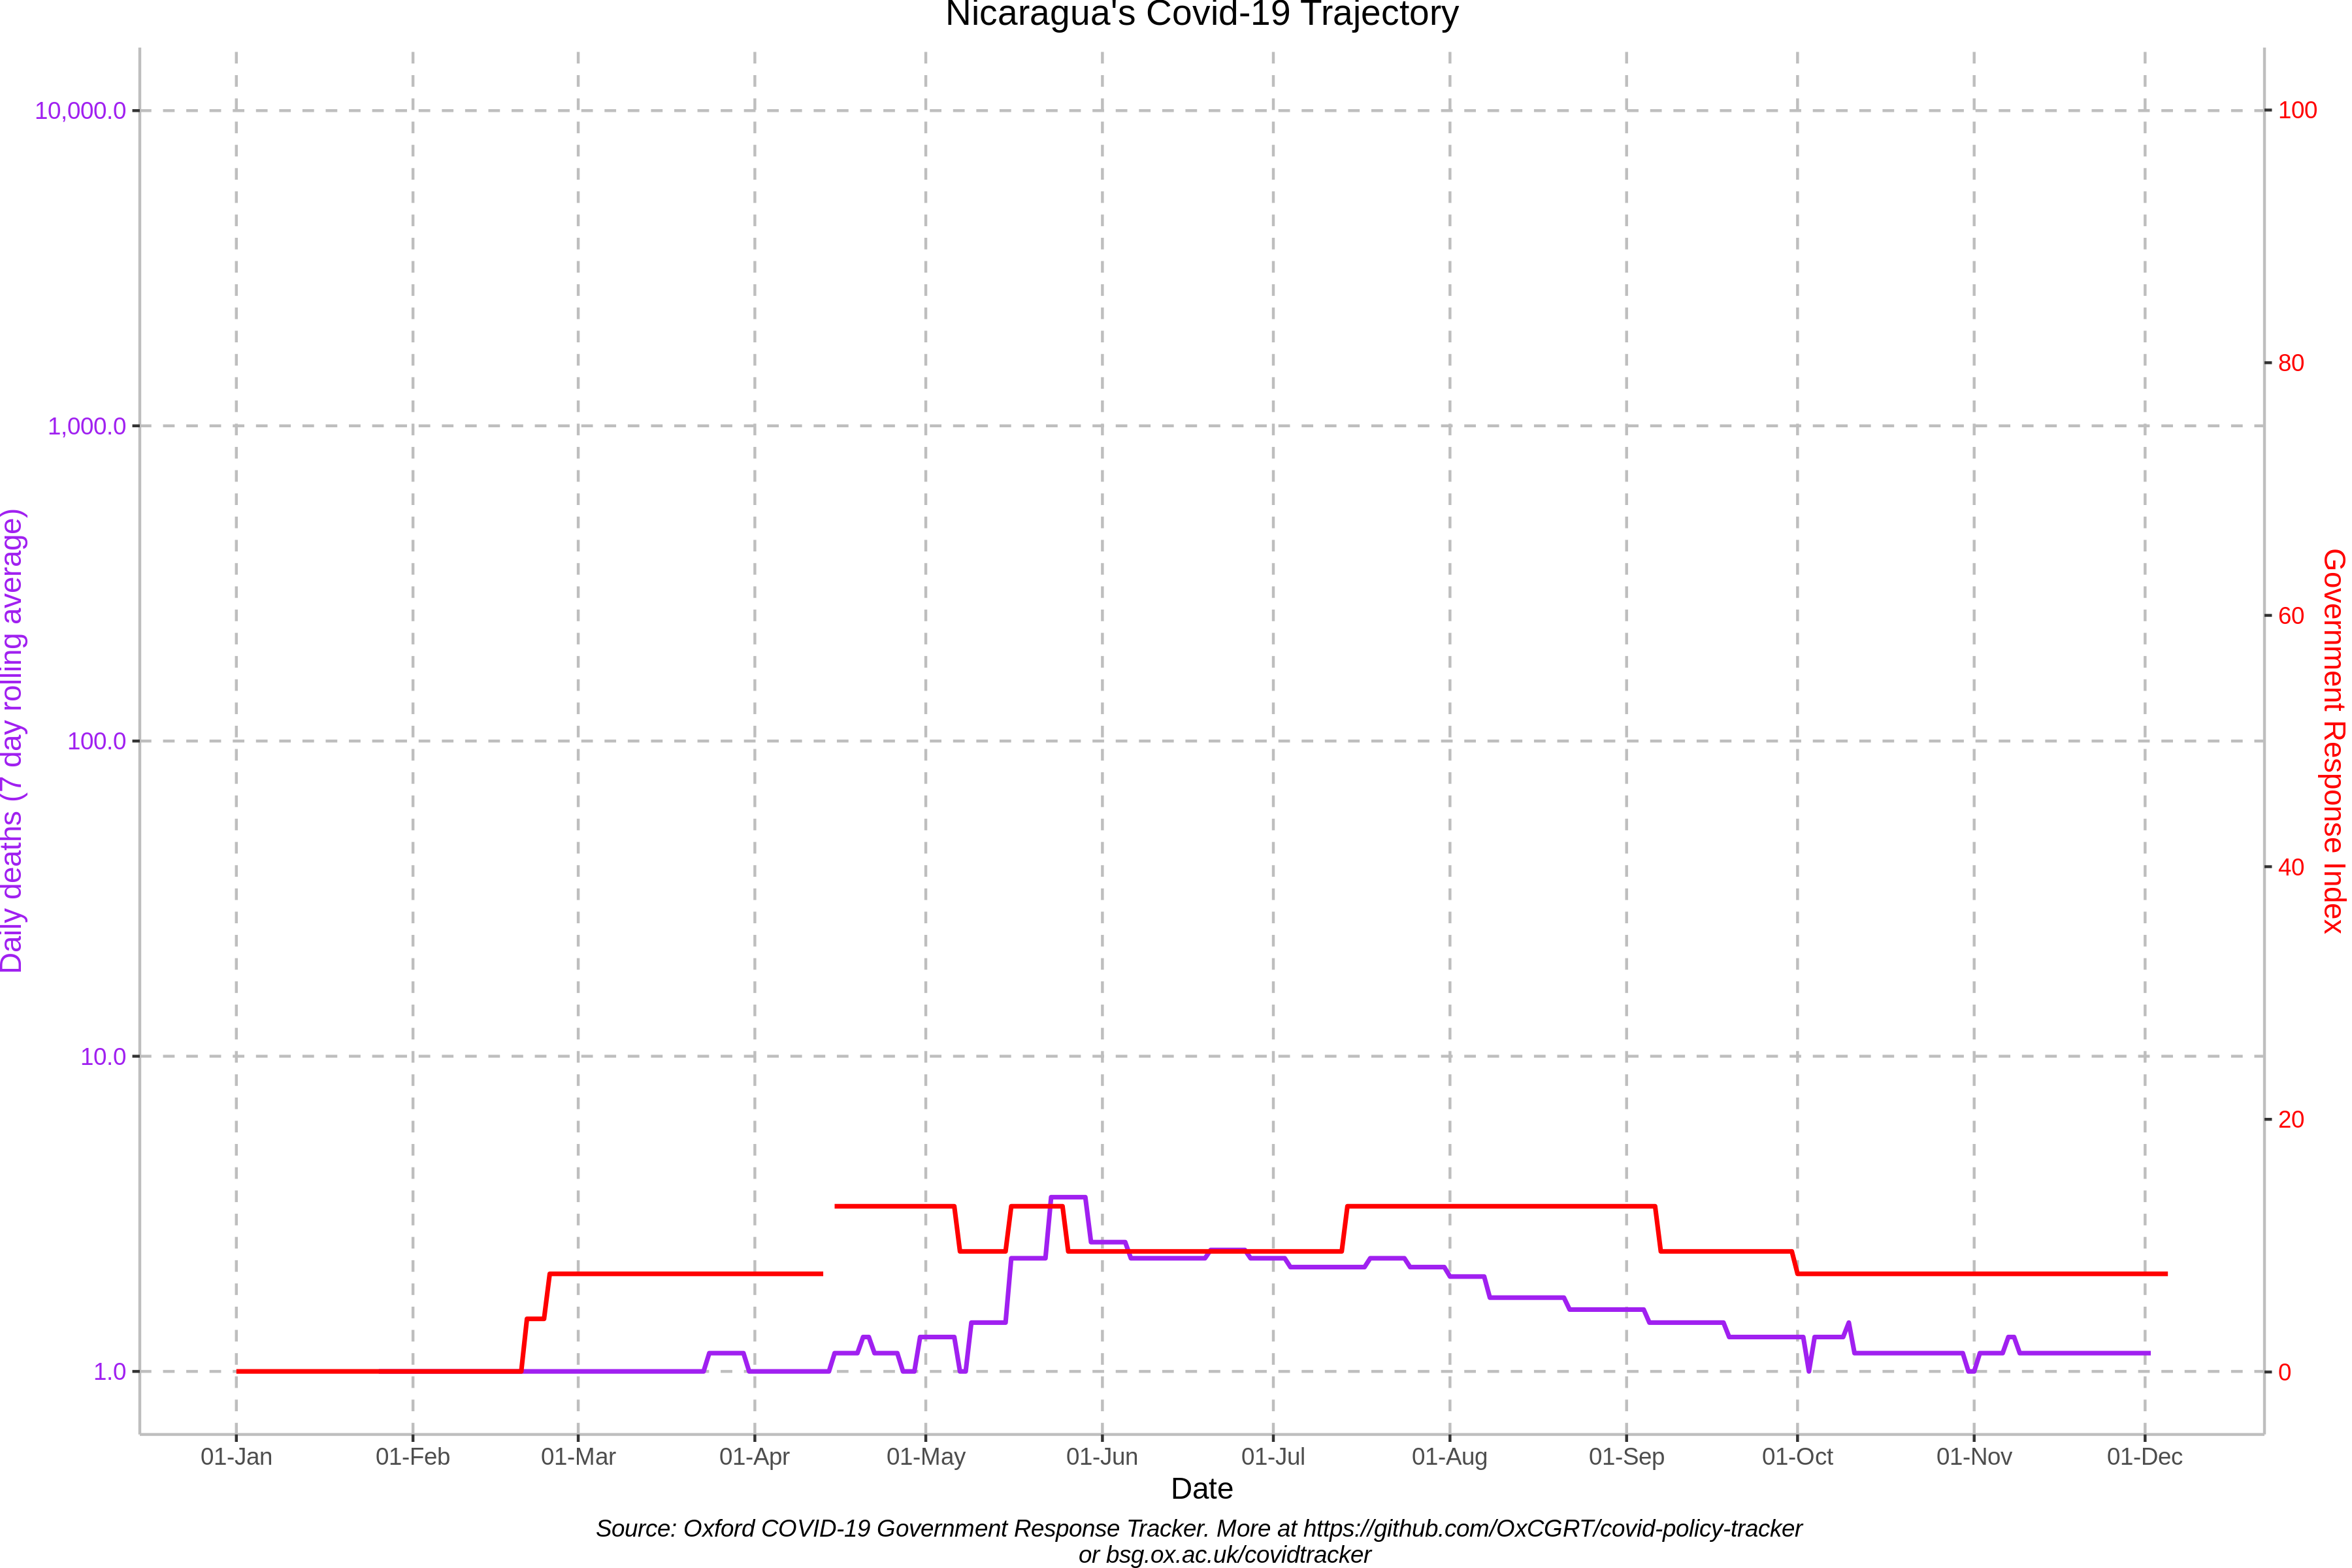 Nicaragua's Covid-19 Trajectory
10,000.0
1,000.0
100.0
10.0
1.0
Daily deaths (7 day rolling average)
100
80
60
40
20
0
Government Response Index
01-Jan 01-Feb 01-Mar 01-Apr 01-May 01-Jun 01-Jul 01-Aug 01-Sep 01-Oct 01-Nov 01-Dec
Date
Source: Oxford COVID-19 Government Response Tracker. More at https://github.com/OxCGRT/covid-policy-tracker
or bsg.ox.ac.uk/covidtracker